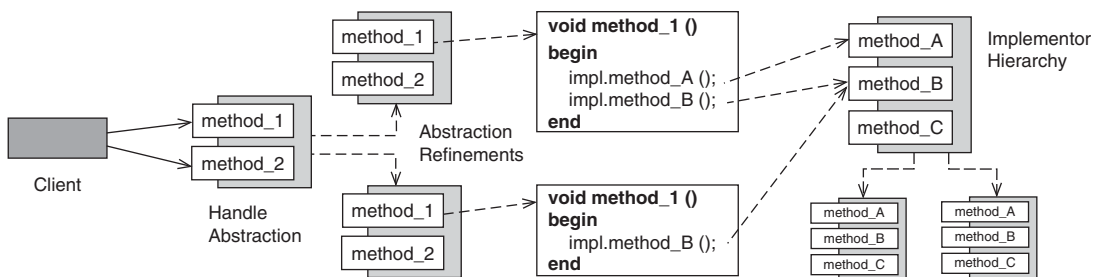 Client
method_1
method_2
Handle
Abstraction
method_1
method_2
Abstraction
Refinements
method_1
method_2
void method_1 ()
begin
impl.method_A ();
impl.method_B ();
end
void method_1 ()
begin
impl.method_B ();
end
method_A
method_B
method_C
Implementor
Hierarchy
method_A
method_B
method_C
method_A
method_B
method_C